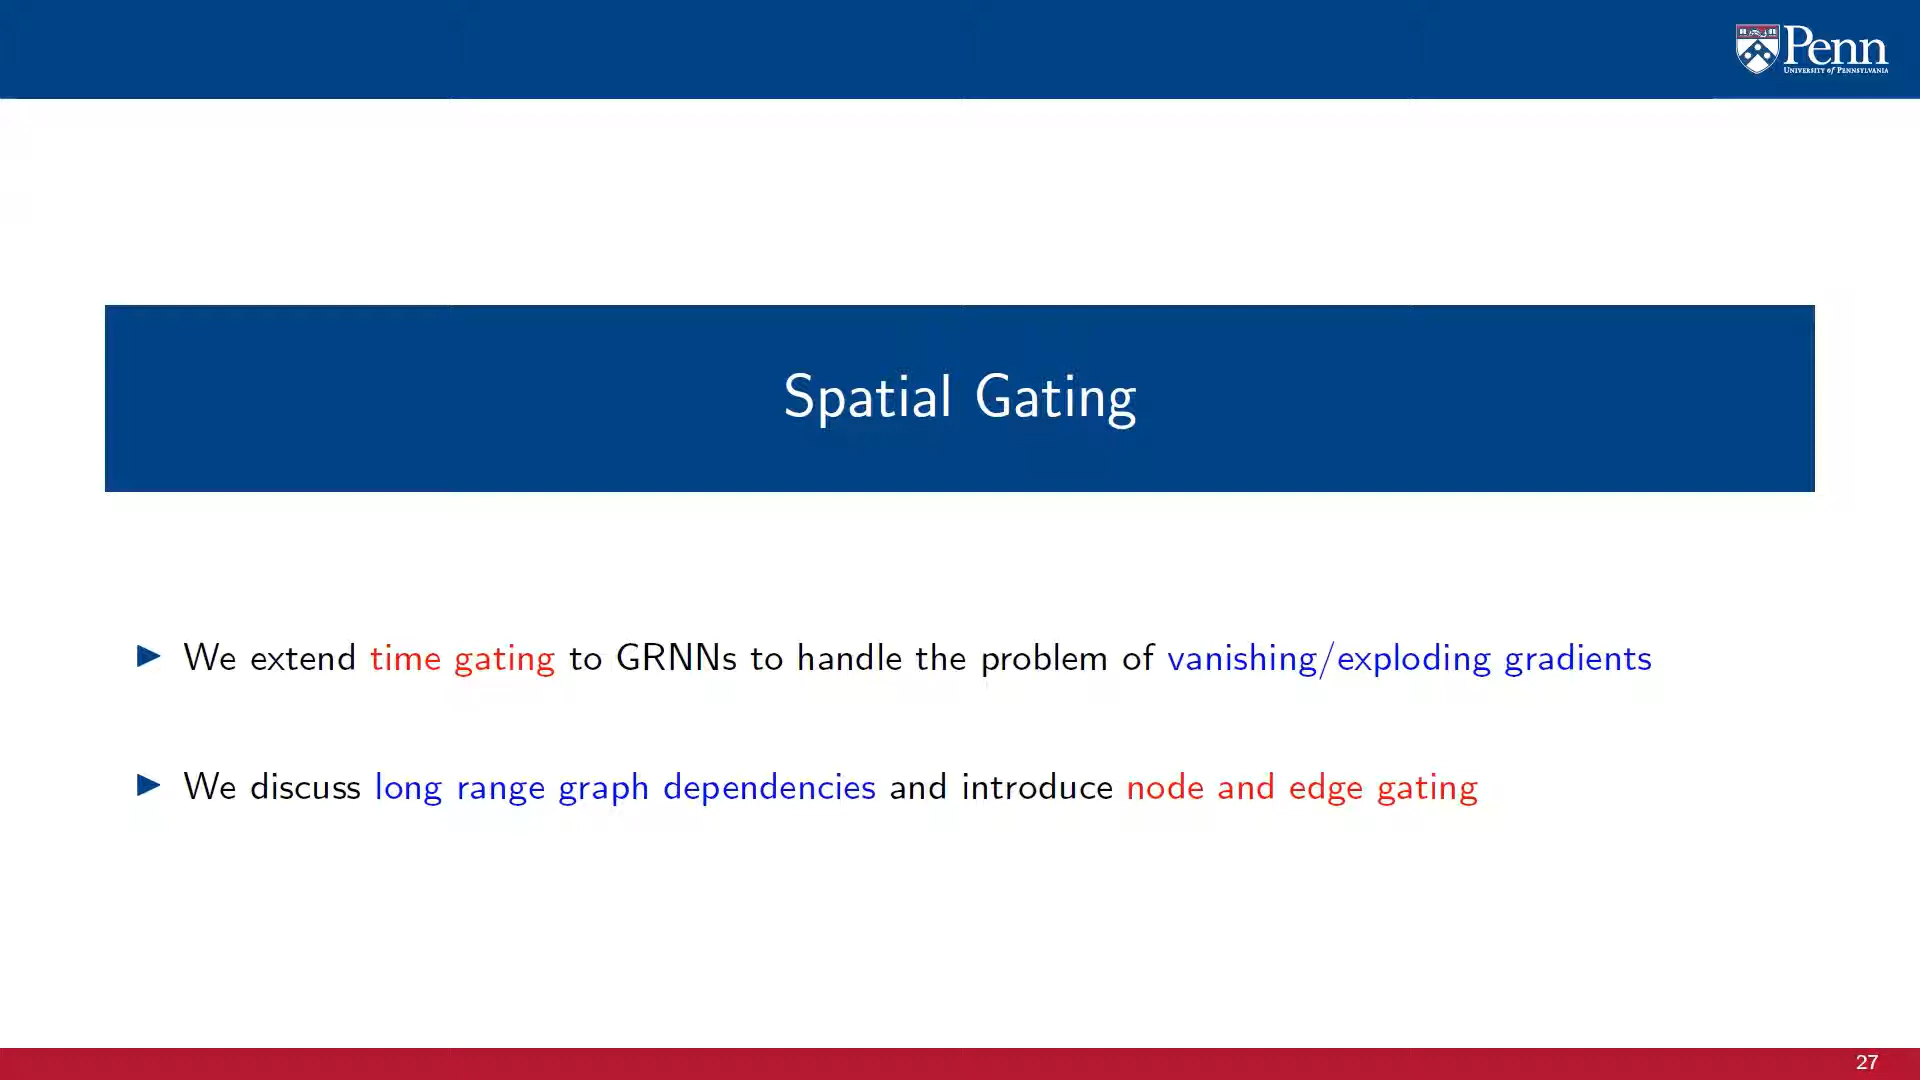 Penn
University of Pennsylvania
Spatial Gating
We extend time gating to GRNNs to handle the problem of vanishing/exploding gradients
We discuss long range graph dependencies and introduce node and edge gating
27